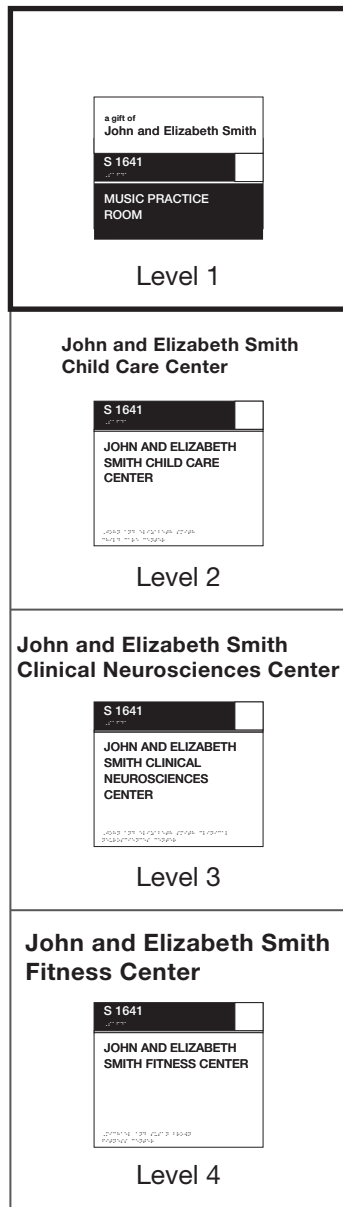 a gift of
John and Elizabeth Smith
S 1641
MUSIC PRACTICE
ROOM
Level 1
John and Elizabeth Smith
Child Care Center
S 1641
JOHN AND ELIZABETH
SMITH CHILD CARE
CENTER
Level 2
John and Elizabeth Smith
Clinical Neurosciences Center
S 1641
JOHN AND ELIZABETH
SMITH CLINICAL
NEUROSCIENCES
CENTER
Level 3
John and Elizabeth Smith
Fitness Center
S 1641
JOHN AND ELIZABETH
SMITH FITNESS CENTER
Level 4